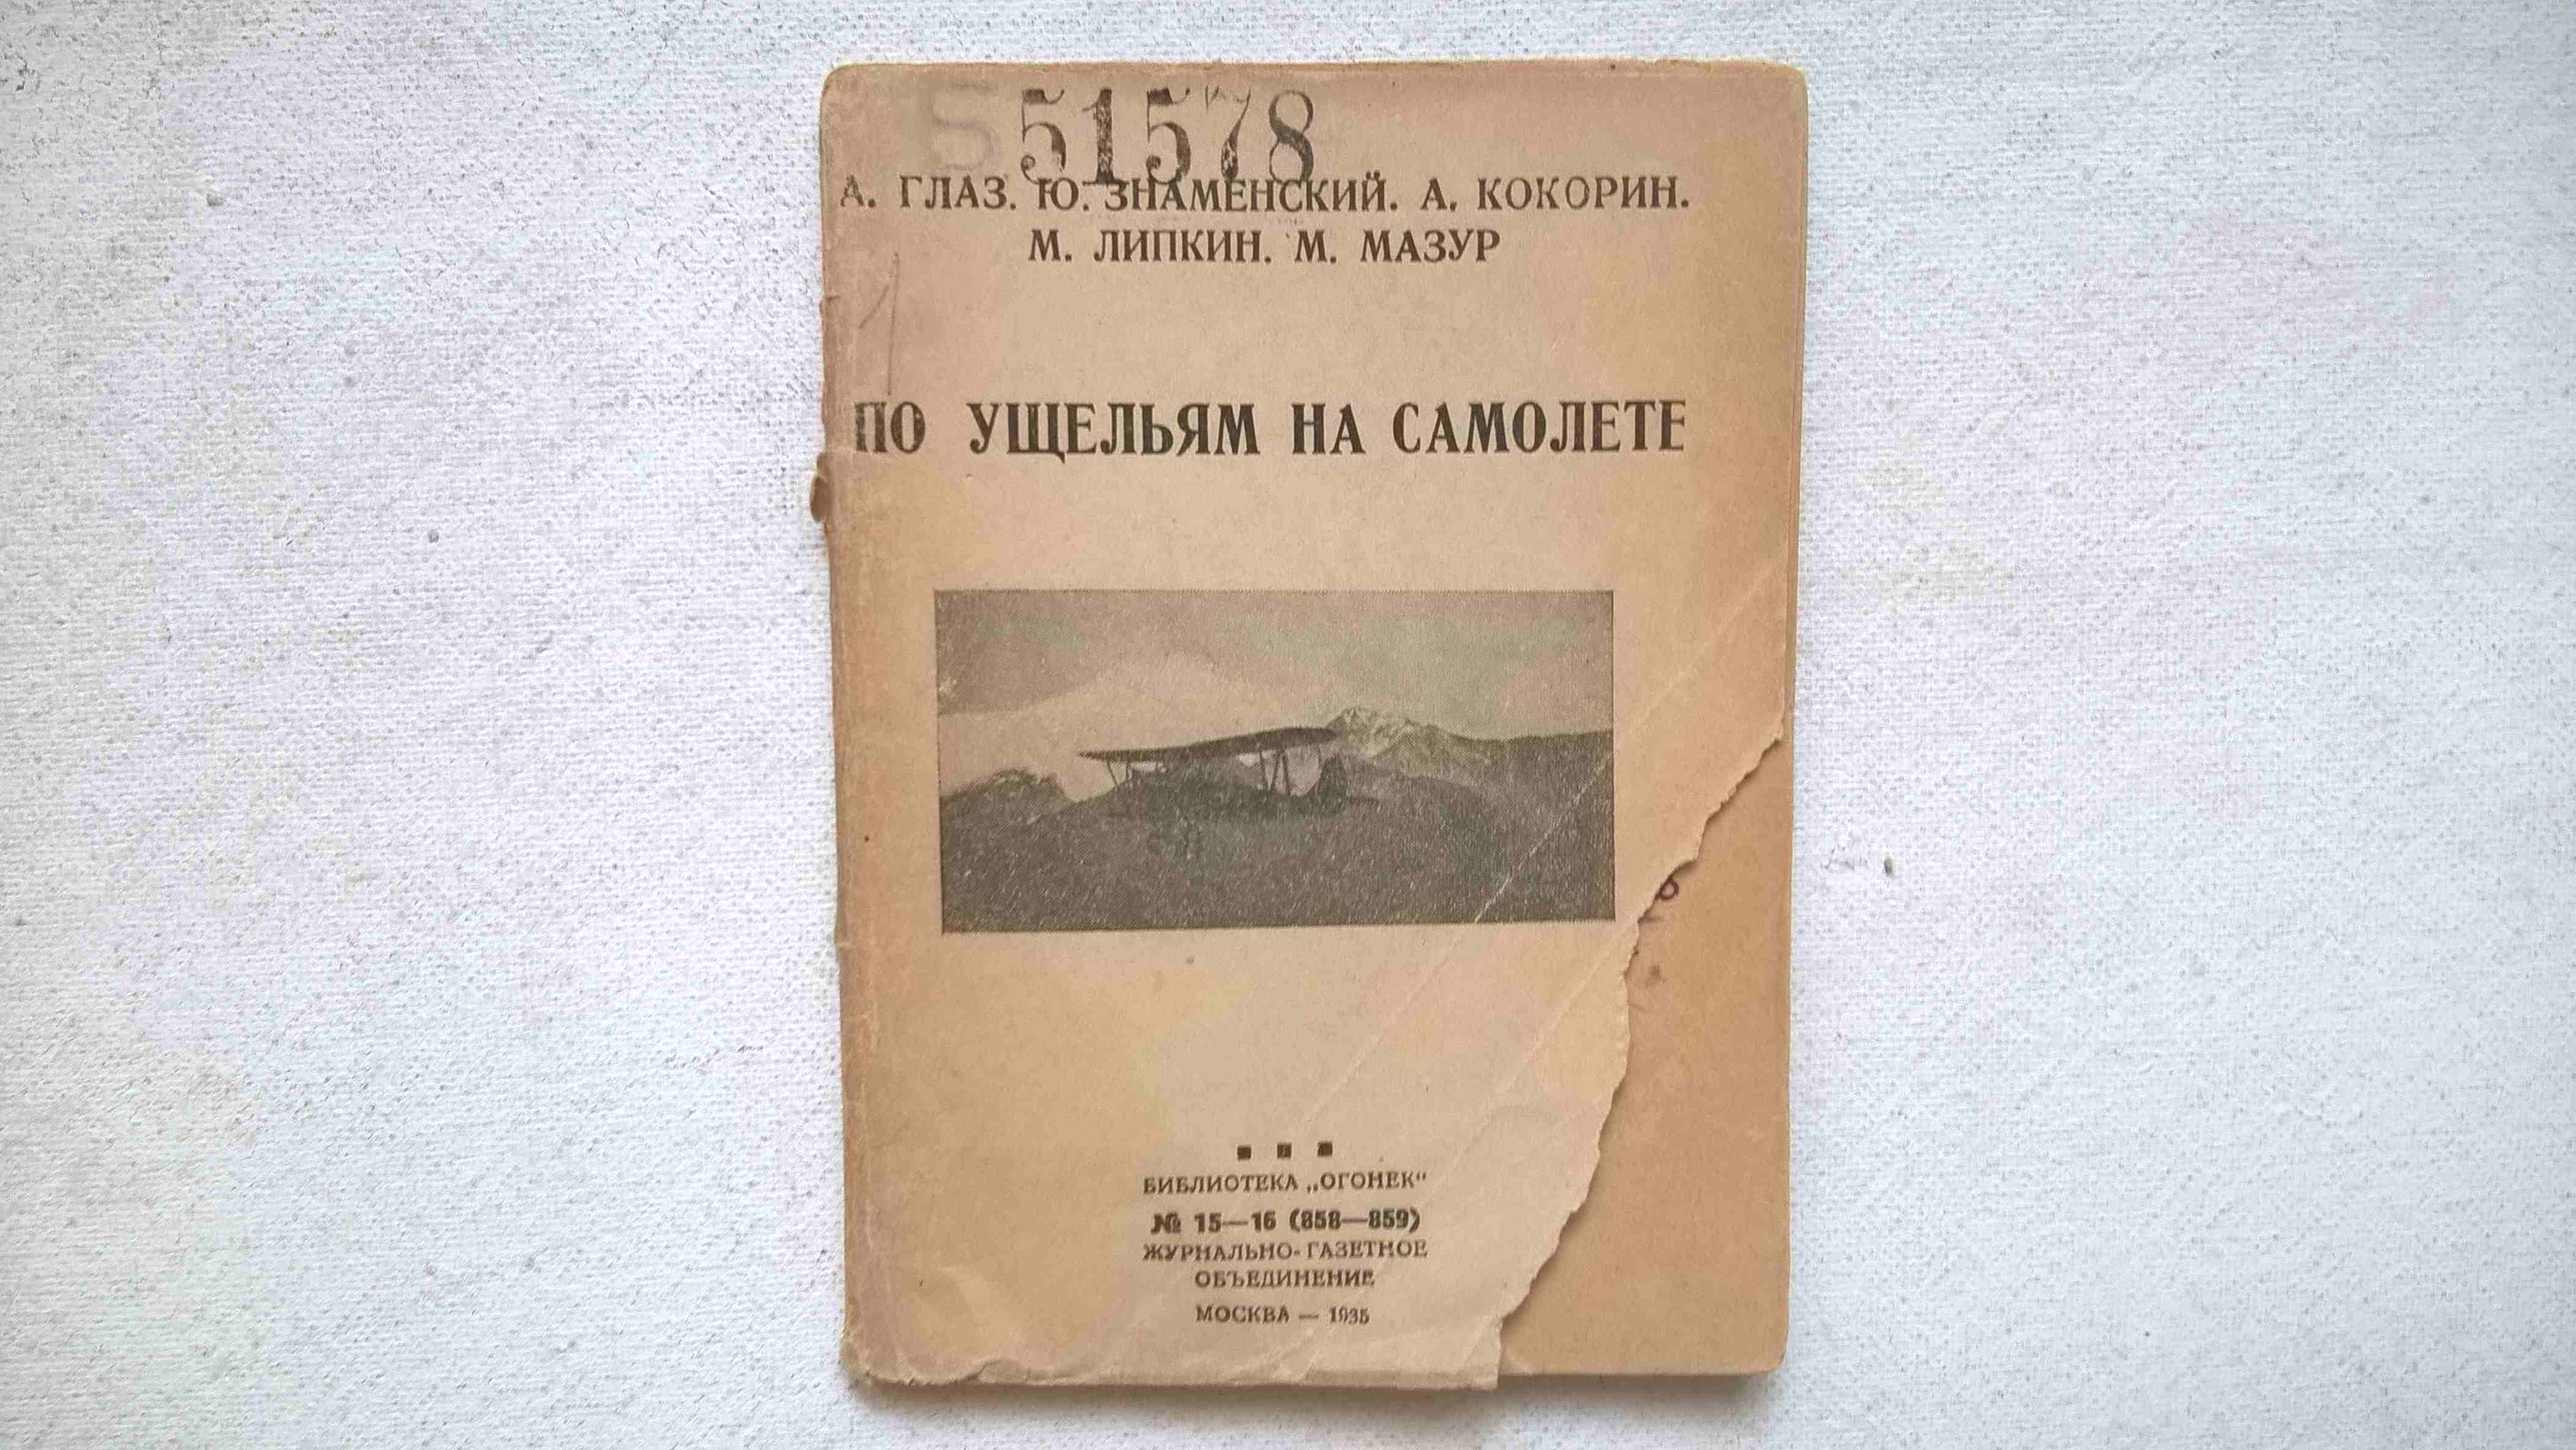 51578
А. ГЛАЗ. Ю. ЗНАМЕНСКИЙ. А. КОКОРИН.
М. ЛИПКИН. М. МАЗУР
ПО УЩЕЛЬЯМ НА САМОЛЕТЕ
БИБЛИОТЕКА „ОГОНЕК“
№ 15—16 (858—859)
ЖУРНАЛЬНО-ГАЗЕТНОЕ
ОБЪЕДИНЕНИЕ
МОСКВА — 1935